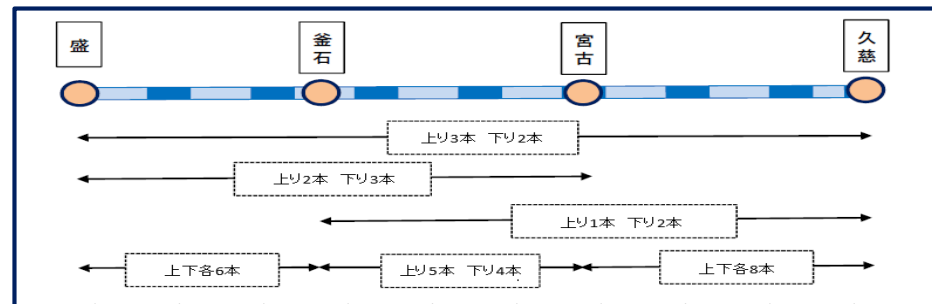 盛
釜石
宮古
久慈
上り3本 下り2本
上り2本 下り3本
上り1本 下り2本
上下各6本
上り5本 下り4本
上下各8本